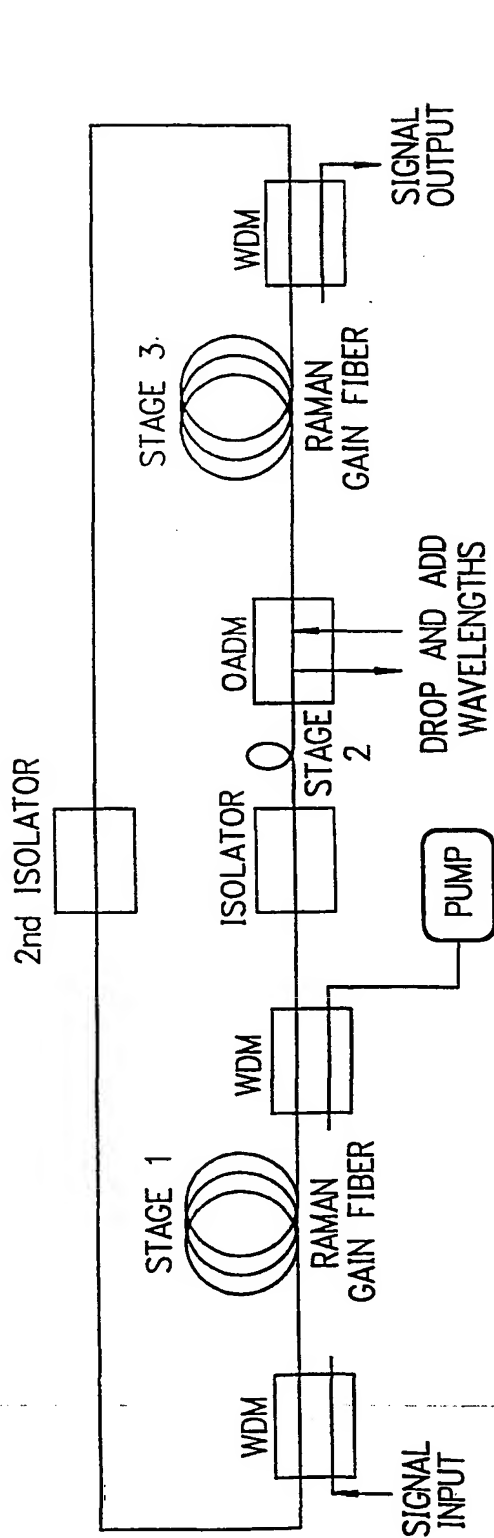 2nd ISOLATOR
STAGE 1
STAGE 3.
WDM
WDM
ISOLATOR
STAGE
2
OADM
WDM
SIGNAL
INPUT
RAMAN
GAIN FIBER
PUMP
DROP AND ADD
WAVELENGTHS
RAMAN
GAIN FIBER
SIGNAL
OUTPUT